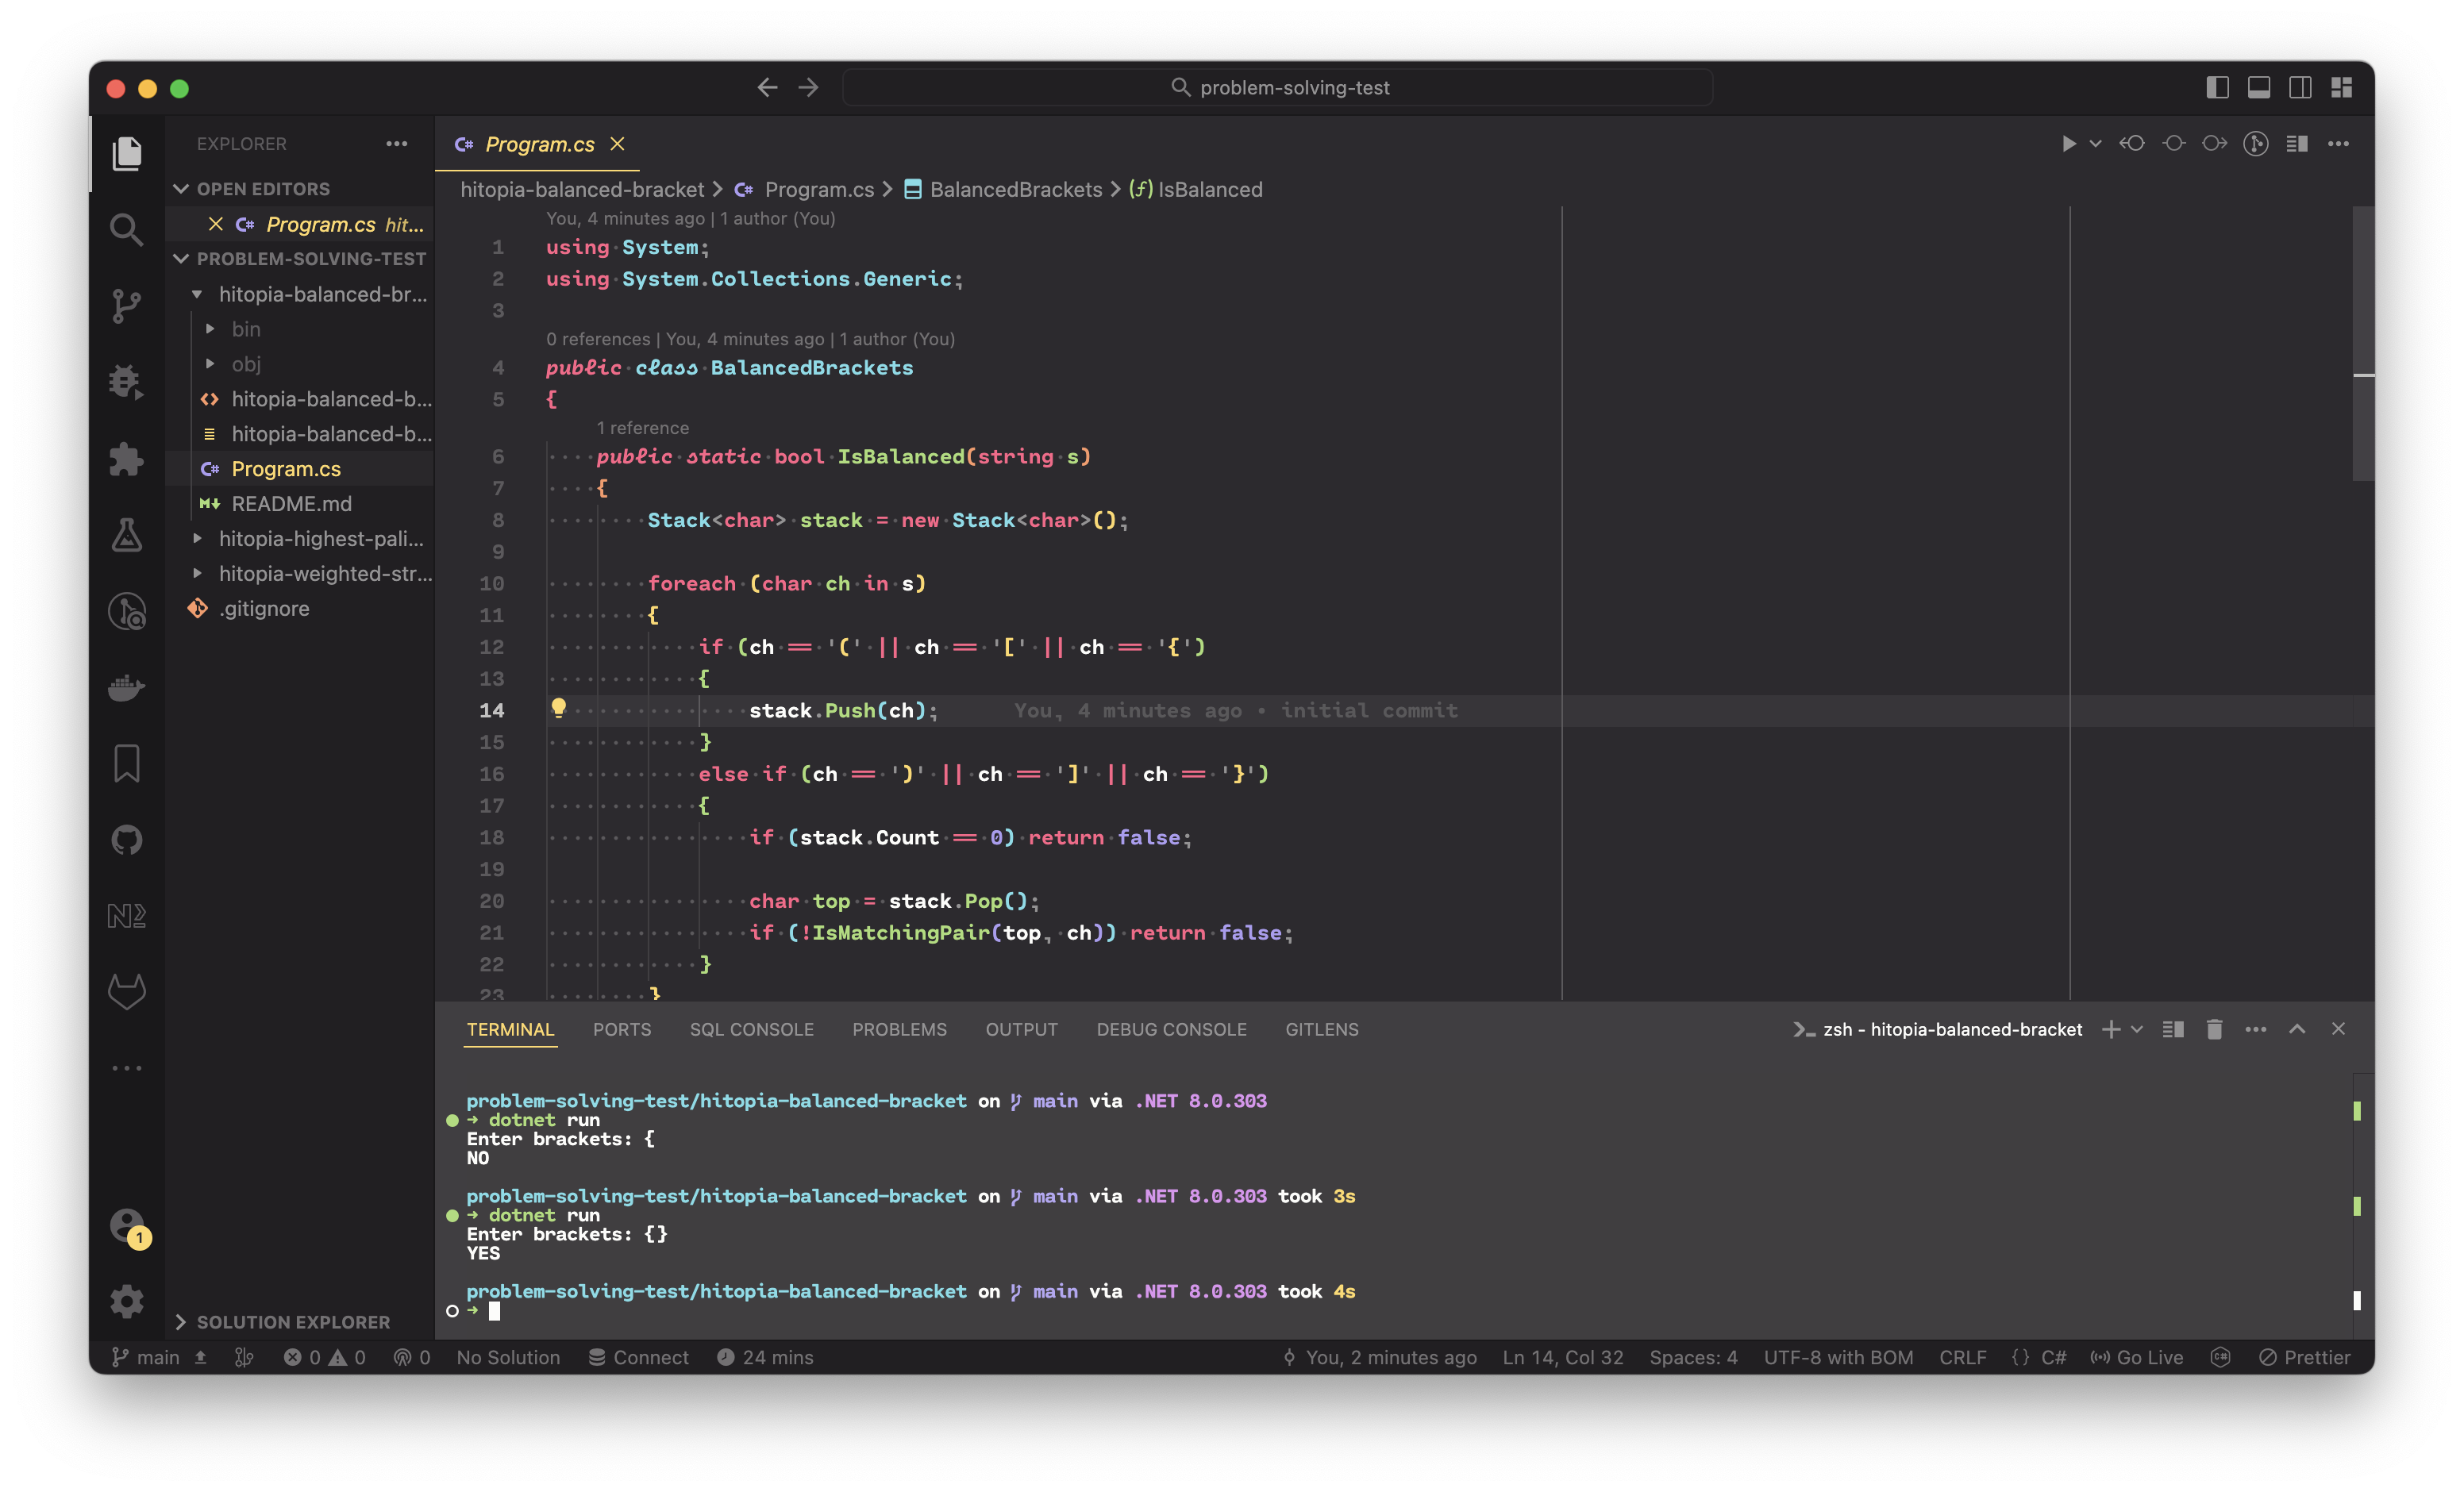 problem-solving-test
EXPLORER
OPEN EDITORS
Program.cs hit...
PROBLEM-SOLVING-TEST
hitopia-balanced-br...
bin
obj
hitopia-balanced-b...
hitopia-balanced-b...
Program.cs
README.md
hitopia-highest-pali...
hitopia-weighted-str...
.gitignore
SOLUTION EXPLORER
1
Program.cs
hitopia-balanced-bracket > Program.cs > BalancedBrackets > IsBalanced
You, 4 minutes ago | 1 author (You)
1 using System;
2 using System.Collections.Generic;
3
0 references | You, 4 minutes ago | 1 author (You)
4 public class BalancedBrackets
5 {
1 reference
6 public static bool IsBalanced(string s)
7 {
8 Stack<char> stack = new Stack<char>();
9
10 foreach (char ch in s)
11 {
12 if (ch == '(' || ch == '[' || ch == '{')
13 {
14 stack.Push(ch); You, 4 minutes ago • initial commit
15 }
16 else if (ch == ')' || ch == ']' || ch == '}')
17 {
18 if (stack.Count == 0) return false;
19
20 char top = stack.Pop();
21 if (!IsMatchingPair(top, ch)) return false;
22 }
23 }
TERMINAL PORTS SQL CONSOLE PROBLEMS OUTPUT DEBUG CONSOLE GITLENS zsh - hitopia-balanced-bracket
problem-solving-test/hitopia-balanced-bracket on main via .NET 8.0.303
➜ dotnet run
Enter brackets: {
NO
problem-solving-test/hitopia-balanced-bracket on main via .NET 8.0.303 took 3s
➜ dotnet run
Enter brackets: {}
YES
problem-solving-test/hitopia-balanced-bracket on main via .NET 8.0.303 took 4s
➜
main 0 0 0 No Solution Connect 24 mins You, 2 minutes ago Ln 14, Col 32 Spaces: 4 UTF-8 with BOM CRLF {} C# Go Live Prettier